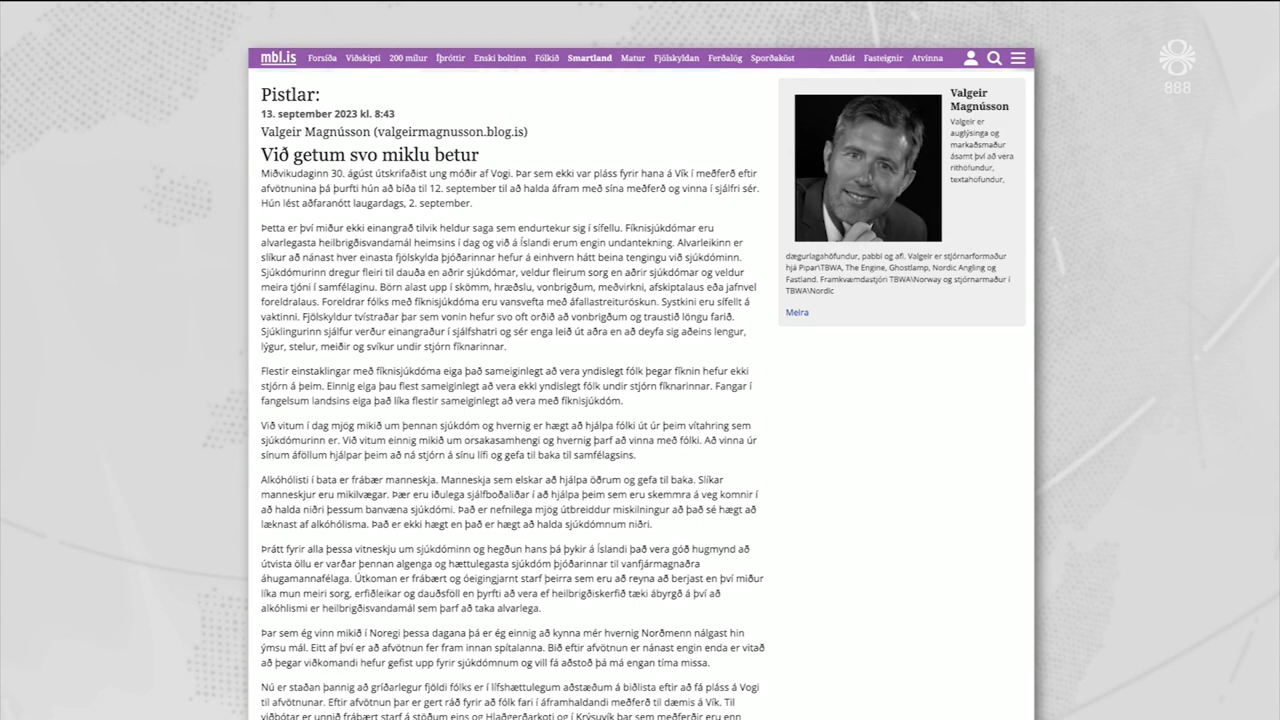 mbl.is Forsíða Viðskipti 200 mílur Íþróttir Enski boltinn Fólkið Smartland Matur Fjölskyldan Ferðalög Sporðaköst Andlát Fasteignir Atvinna
888
Pistlar:
13. september 2023 kl. 8:43
Valgeir Magnússon (valgeirmagnusson.blog.is)
Við getum svo miklu betur
Miðvikudaginn 30. ágúst útskrifaðist ung móðir af Vogi. Þar sem ekki var pláss fyrir hana á Vík í meðferð eftir
afvötnunina þá þurfti hún að bíða til 12. september til að halda áfram með sína meðferð og vinna í sjálfri sér.
Hún lést aðfaranótt laugardags, 2. september.
Þetta er því miður ekki einangrað tilvik heldur saga sem endurtekur sig í sífellu. Fíknisjúkdómar eru
alvarlegasta heilbrigðisvandamál heimsins í dag og við á Íslandi erum engin undantekning. Alvarleikinn er
slíkur að nánast hver einasta fjölskylda þjóðarinnar hefur á einhvern hátt beina tengingu við sjúkdóminn.
Sjúkdómurinn dregur fleiri til dauða en aðrir sjúkdómar, veldur fleirum sorg en aðrir sjúkdómar og veldur
meira tjóni í samfélaginu. Börn alast upp í skömm, hræðslu, vonbrigðum, meðvirkni, afskiptalaus eða jafnvel
foreldralaus. Foreldrar fólks með fíknisjúkdóma eru vansvefta með áfallastreituröskun. Systkini eru sífellt á
vaktinni. Fjölskyldur tvístraðar þar sem vonin hefur svo oft orðið að vonbrigðum og traustið löngu farið.
Sjúklingurinn sjálfur verður einangraður í sjálfshatri og sér enga leið út aðra en að deyfa sig aðeins lengur,
lýgur, stelur, meiðir og svíkur undir stjórn fíknarinnar.
Flestir einstaklingar með fíknisjúkdóma eiga það sameiginlegt að vera yndislegt fólk þegar fíknin hefur ekki
stjórn á þeim. Einnig eiga þau flest sameiginlegt að vera ekki yndislegt fólk undir stjórn fíknarinnar. Fangar í
fangelsum landsins eiga það líka flestir sameiginlegt að vera með fíknisjúkdóm.
Við vitum í dag mjög mikið um þennan sjúkdóm og hvernig er hægt að hjálpa fólki út úr þeim vítahring sem
sjúkdómurinn er. Við vitum einnig mikið um orsakasamhengi og hvernig þarf að vinna með fólki. Að vinna úr
sínum áföllum hjálpar þeim að ná stjórn á sínu lífi og gefa til baka til samfélagsins.
Alkóhólisti í bata er frábær manneskja. Manneskja sem elskar að hjálpa öðrum og gefa til baka. Slíkar
manneskjur eru mikilvægar. Þær eru iðulega sjálfboðaliðar í að hjálpa þeim sem eru skemmra á veg komnir í
að halda niðri þessum banvæna sjúkdómi. Það er nefnilega mjög útbreiddur miskilningur að það sé hægt að
læknast af alkóhólisma. Það er ekki hægt en það er hægt að halda sjúkdómnum niðri.
Þrátt fyrir alla þessa vitneskju um sjúkdóminn og hegðun hans þá þykir á Íslandi það vera góð hugmynd að
útvista öllu er varðar þennan algenga og hættulegasta sjúkdóm þjóðarinnar til vanfjármagnaðra
áhugamannafélaga. Útkoman er frábært og óeigingjarnt starf þeirra sem eru að reyna að berjast en því miður
líka mun meiri sorg, erfiðleikar og dauðsföll en þyrfti að vera ef heilbrigðiskerfið tæki ábyrgð á því að
alkóhlismi er heilbrigðisvandamál sem þarf að taka alvarlega.
Þar sem ég vinn mikið í Noregi þessa dagana þá er ég einnig að kynna mér hvernig Norðmenn nálgast hin
ýmsu mál. Eitt af því er að afvötnun fer fram innan spítalanna. Bið eftir afvötnun er nánast engin enda er vitað
að þegar viðkomandi hefur gefist upp fyrir sjúkdómnum og vill fá aðstoð þá má engan tíma missa.
Nú er staðan þannig að gríðarlegur fjöldi fólks er í lífshættulegum aðstæðum á biðlista eftir að fá pláss á Vogi
til afvötnunar. Eftir afvötnun þar er gert ráð fyrir að fólk fari í áframhaldandi meðferð til dæmis á Vík. Til
viðbótar er unnið frábært starf á stöðum eins og Hlaðgerðarkoti og í Krýsuvík þar sem meðferðir eru enn
Valgeir
Magnússon
Valgeir er
auglýsinga og
markaðsmaður
ásamt því að vera
rithöfundur,
textahofundur,
dægurlagahöfundur, pabbi og afi. Valgeir er stjórnarformaður
hjá Pipar\TBWA, The Engine, Ghostlamp, Nordic Angling og
Fastland. Framkvæmdastjóri TBWA\Norway og stjórnarmaður í
TBWA\Nordic
Meira